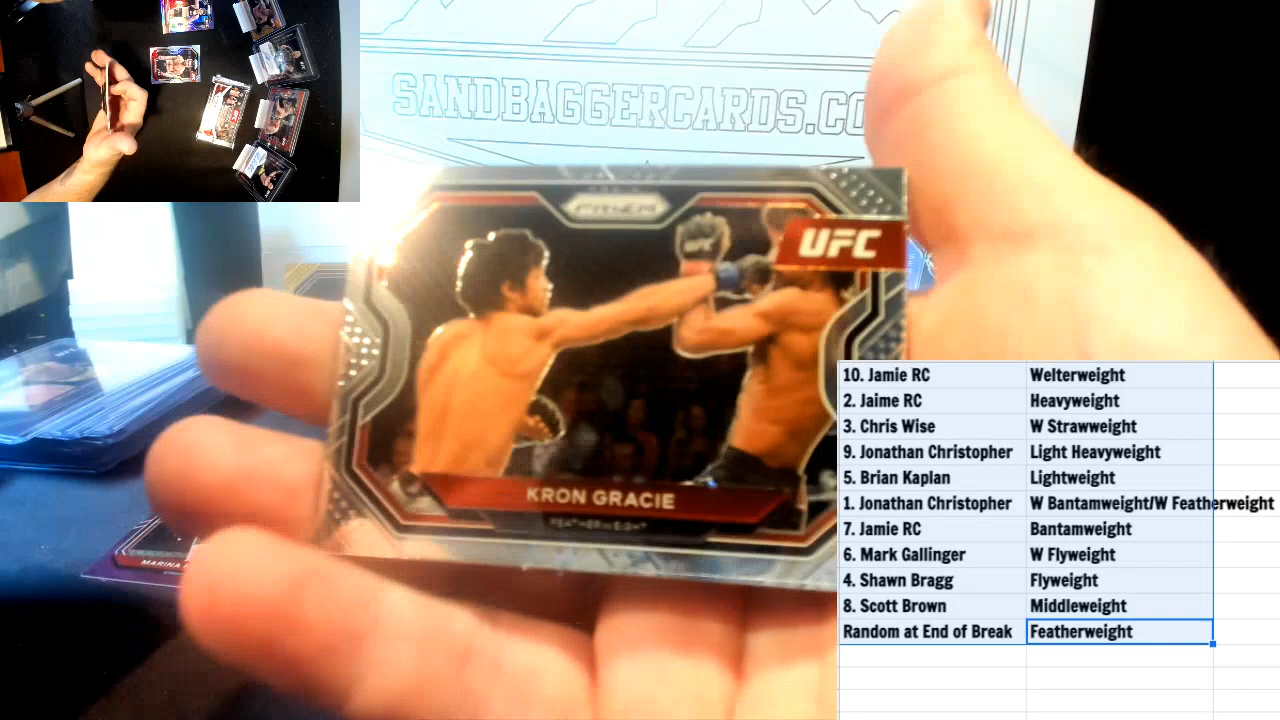 SANDBAGGERCARDS.CO
PRIZM
UFC
UFC
KRON GRACIE
FEATHERWEIGHT
MARINA
10. Jamie RC Welterweight
2. Jaime RC Heavyweight
3. Chris Wise W Strawweight
9. Jonathan Christopher Light Heavyweight
5. Brian Kaplan Lightweight
1. Jonathan Christopher W Bantamweight/W Featherweight
7. Jamie RC Bantamweight
6. Mark Gallinger W Flyweight
4. Shawn Bragg Flyweight
8. Scott Brown Middleweight
Random at End of Break Featherweight